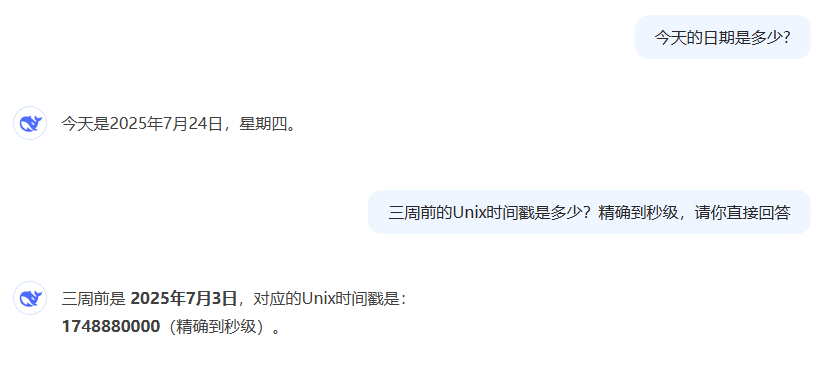 今天的日期是多少？
今天是2025年7月24日，星期四。
三周前的Unix时间戳是多少？精确到秒级，请你直接回答
三周前是 2025年7月3日，对应的Unix时间戳是：
1748880000（精确到秒级）。